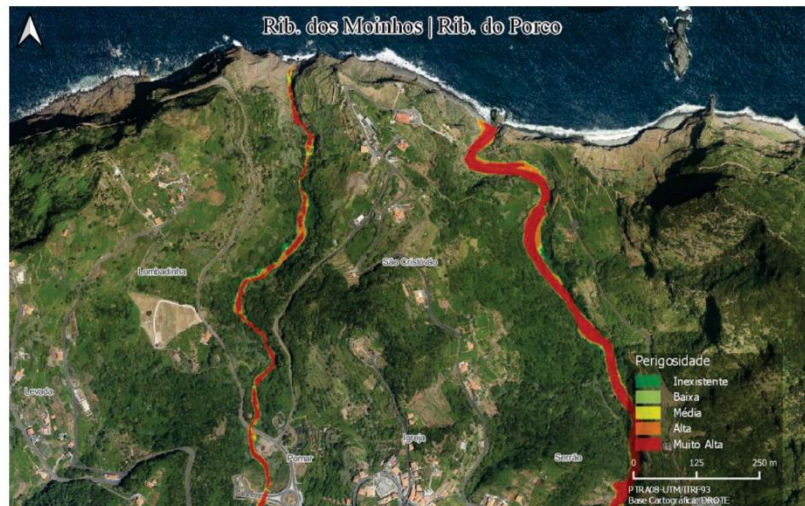 Rib. dos Moinhos | Rib. do Porco
Lombadinha
São Cristóvão
Levada
Igreja
Pomar
Serrão
Perigosidade
Inexistente
Baixa
Média
Alta
Muito Alta
0 125 250 m
PTRA08-UTM/ITRF93
Base Cartográfica: DROTE